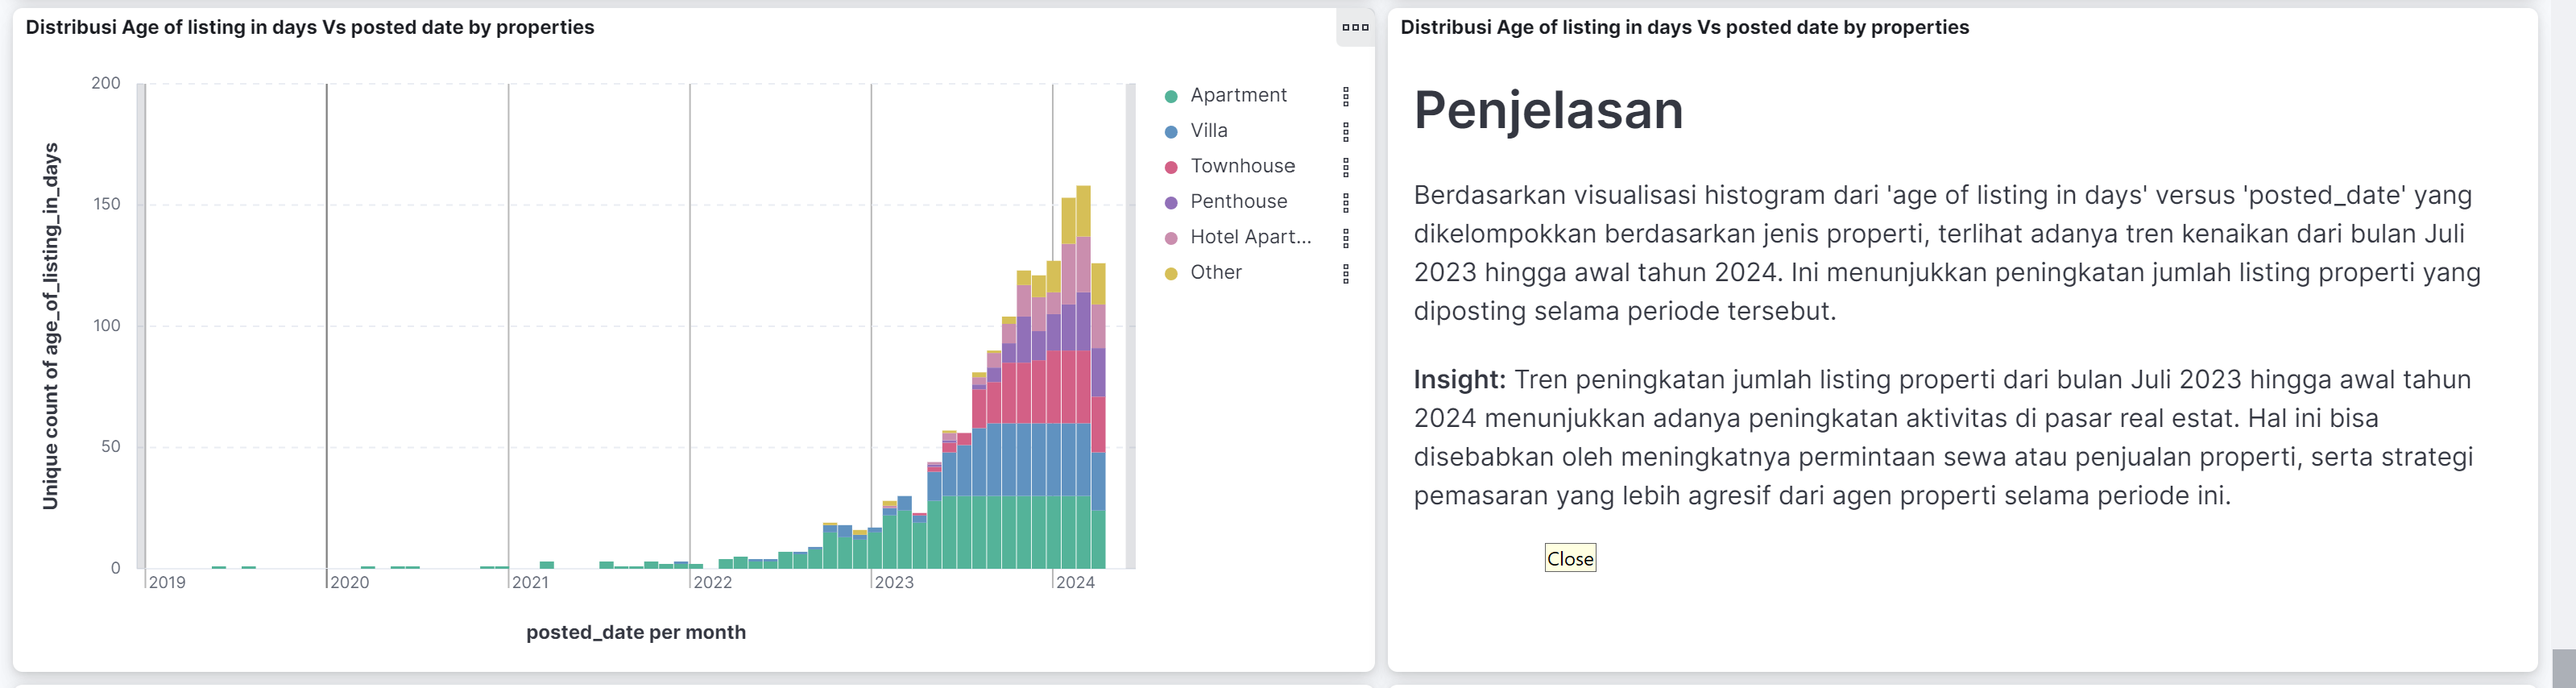 Distribusi Age of listing in days Vs posted date by properties
Unique count of age_of_listing_in_days
200
150
100
50
0
2019
2020
2021
2022
2023
2024
posted_date per month
Apartment
Villa
Townhouse
Penthouse
Hotel Apart...
Other
Distribusi Age of listing in days Vs posted date by properties
Penjelasan
Berdasarkan visualisasi histogram dari 'age of listing in days' versus 'posted_date' yang
dikelompokkan berdasarkan jenis properti, terlihat adanya tren kenaikan dari bulan Juli
2023 hingga awal tahun 2024. Ini menunjukkan peningkatan jumlah listing properti yang
diposting selama periode tersebut.
Insight: Tren peningkatan jumlah listing properti dari bulan Juli 2023 hingga awal tahun
2024 menunjukkan adanya peningkatan aktivitas di pasar real estat. Hal ini bisa
disebabkan oleh meningkatnya permintaan sewa atau penjualan properti, serta strategi
pemasaran yang lebih agresif dari agen properti selama periode ini.
Close